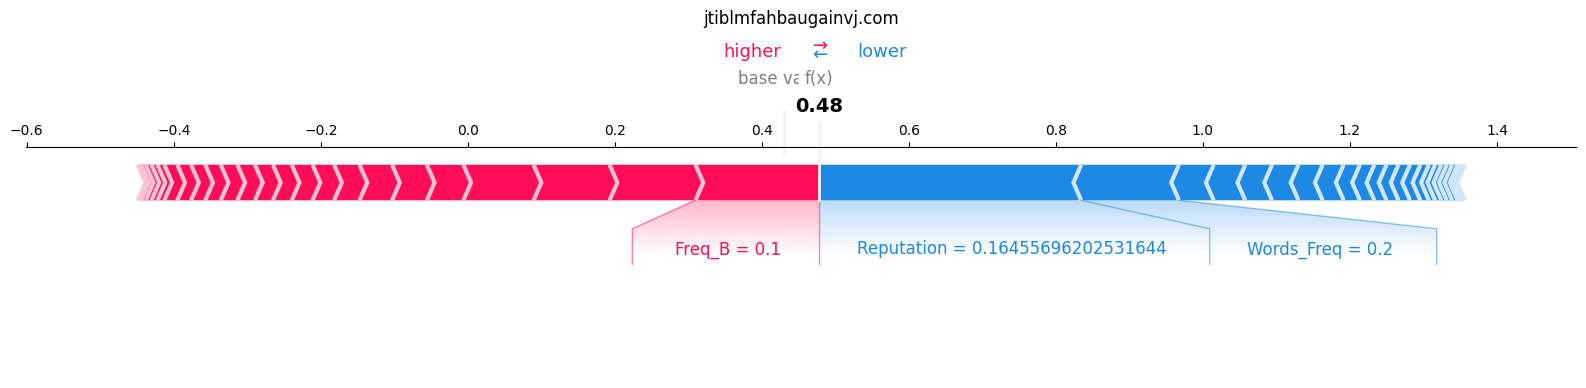 jtiblmfahbaugainvj.com
higher → ← lower
base va f(x)
0.48
−0.6 −0.4 −0.2 0.0 0.2 0.4 0.6 0.8 1.0 1.2 1.4
Freq_B = 0.1 Reputation = 0.16455696202531644 Words_Freq = 0.2